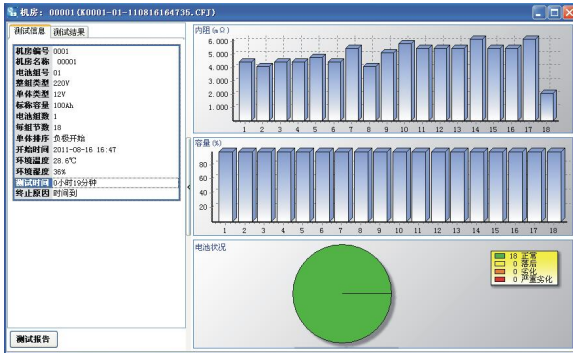 机房: 00001(K0001-01-110816164735.CFJ)
测试信息 测试结果
机房编号 0001
机房名称 00001
电池组号 01
整组类型 220V
单体类型 12V
标称容量 100Ah
电池组数 1
每组节数 18
单体排序 负极开始
开始时间 2011-08-16 16:47
环境温度 28.6℃
环境湿度 36%
测试时间 0小时19分钟
终止原因 时间到
测试报告
内阻(mΩ)
6.000
5.000
4.000
3.000
2.000
1.000
1 2 3 4 5 6 7 8 9 10 11 12 13 14 15 16 17 18
容量(%)
80
60
40
20
1 2 3 4 5 6 7 8 9 10 11 12 13 14 15 16 17 18
电池状况
18 正常
0 落后
0 劣化
0 严重劣化